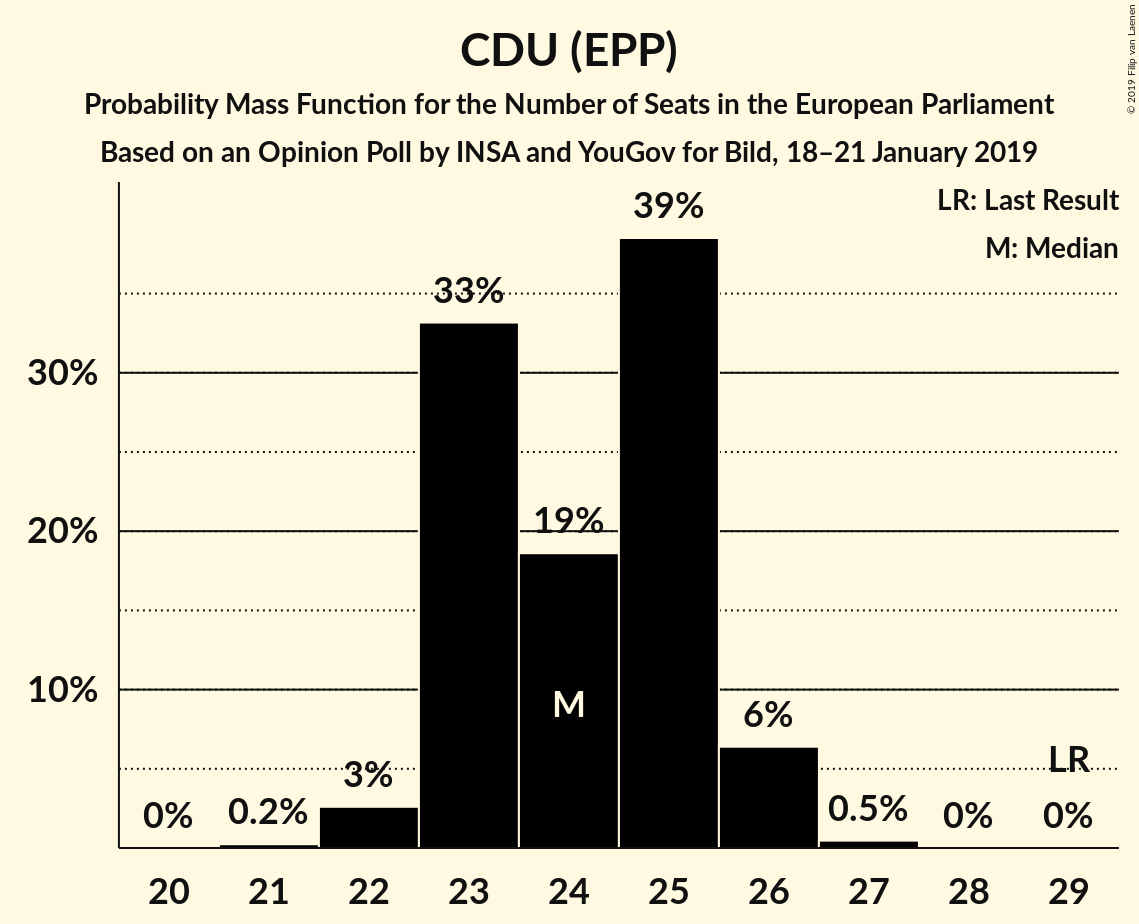 CDU (EPP)
Probability Mass Function for the Number of Seats in the European Parliament
Based on an Opinion Poll by INSA and YouGov for Bild, 18–21 January 2019
© 2019 Filip van Laenen
LR: Last Result
M: Median
39%
33%
30%
19%
20%
M
10%
6%
LR
3%
0%
0.2%
0.5%
0%
0%
20 21 22 23 24 25 26 27 28 29